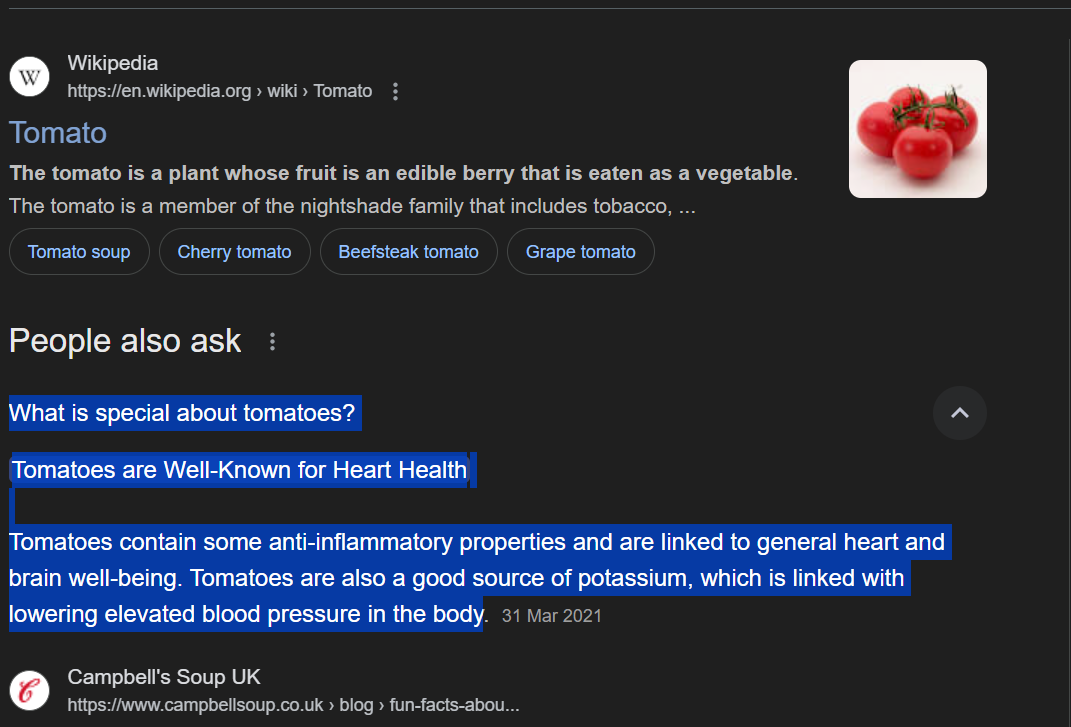 Wikipedia
https://en.wikipedia.org › wiki › Tomato
Tomato
The tomato is a plant whose fruit is an edible berry that is eaten as a vegetable.
The tomato is a member of the nightshade family that includes tobacco, ...
Tomato soup
Cherry tomato
Beefsteak tomato
Grape tomato
People also ask
What is special about tomatoes?
Tomatoes are Well-Known for Heart Health
Tomatoes contain some anti-inflammatory properties and are linked to general heart and
brain well-being. Tomatoes are also a good source of potassium, which is linked with
lowering elevated blood pressure in the body. 31 Mar 2021
Campbell's Soup UK
https://www.campbellsoup.co.uk › blog › fun-facts-abou...